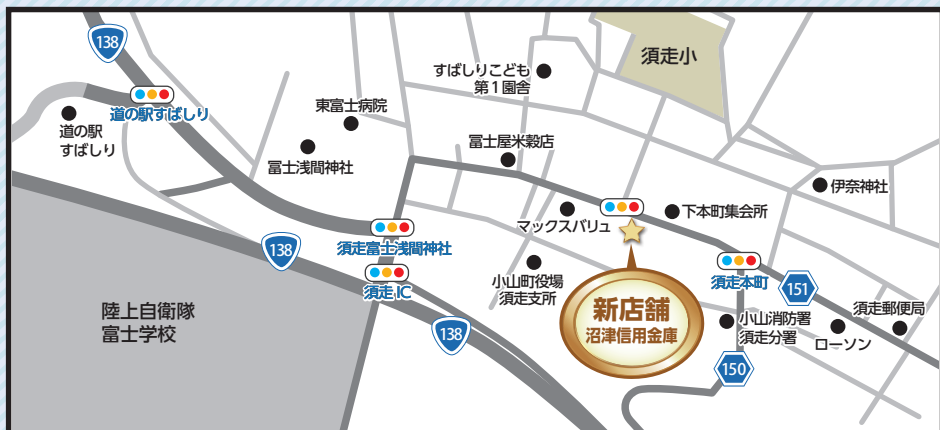 138
須走小
すばしりこども
第1園舎
道の駅すばしり
東富士病院
道の駅
すばしり
冨士屋米穀店
冨士浅間神社
伊奈神社
マックスバリュ
下本町集会所
須走冨士浅間神社
138
須走IC
小山町役場
須走支所
須走本町
151
陸上自衛隊
富士学校
新店舗
沼津信用金庫
須走郵便局
小山消防署
須走分署
ローソン
138
150